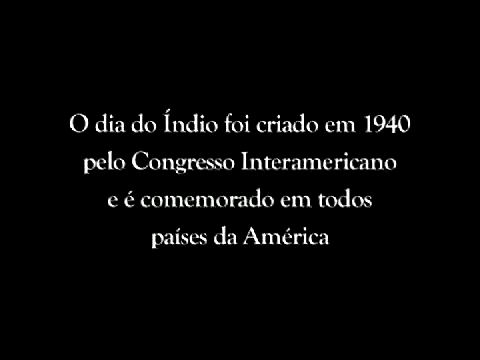 O dia do Índio foi criado em 1940
pelo Congresso Interamericano
e é comemorado em todos
países da América